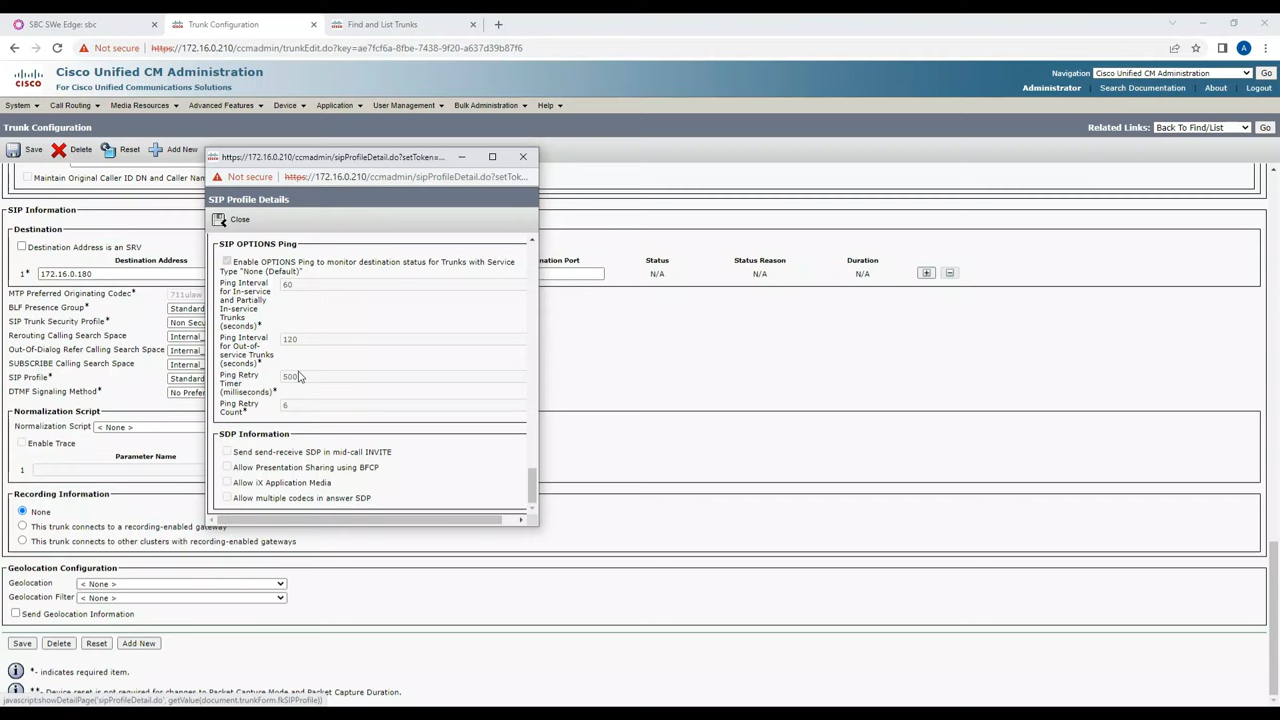 SBC SWe Edge: sbc
Trunk Configuration
Find and List Trunks
Not secure https://172.16.0.210/ccmadmin/trunkEdit.do?key=ae7fcf6a-8fbe-7438-9f20-a637d39b87f6
A
CISCO
Cisco Unified CM Administration
For Cisco Unified Communications Solutions
Navigation Cisco Unified CM Administration Go
Administrator Search Documentation About Logout
System Call Routing Media Resources Advanced Features Device Application User Management Bulk Administration Help
Trunk Configuration
Related Links: Back To Find/List Go
Save Delete Reset Add New
https://172.16.0.210/ccmadmin/sipProfileDetail.do?setToken=...
Not secure https://172.16.0.210/ccmadmin/sipProfileDetail.do?setTok...
SIP Profile Details
Close
SIP OPTIONS Ping
Enable OPTIONS Ping to monitor destination status for Trunks with Service
Type "None (Default)"
Ping Interval 60
for In-service
and Partially
In-service
Trunks
(seconds)*
Ping Interval 120
for Out-of-
service Trunks
(seconds)*
Ping Retry 500
Timer
(milliseconds)*
Ping Retry 6
Count*
SDP Information
Send send-receive SDP in mid-call INVITE
Allow Presentation Sharing using BFCP
Allow iX Application Media
Allow multiple codecs in answer SDP
Maintain Original Caller ID DN and Caller Nam
SIP Information
Destination
Destination Address is an SRV
Destination Address nation Port Status Status Reason Duration
1* 172.16.0.180 N/A N/A N/A
MTP Preferred Originating Codec* 711ulaw
BLF Presence Group* Standard
SIP Trunk Security Profile* Non Secu
Rerouting Calling Search Space Internal_
Out-Of-Dialog Refer Calling Search Space Internal_
SUBSCRIBE Calling Search Space Internal_
SIP Profile* Standard
DTMF Signaling Method* No Prefer
Normalization Script
Normalization Script < None >
Enable Trace
Parameter Name
1
Recording Information
None
This trunk connects to a recording-enabled gateway
This trunk connects to other clusters with recording-enabled gateways
Geolocation Configuration
Geolocation < None >
Geolocation Filter < None >
Send Geolocation Information
Save Delete Reset Add New
*- indicates required item.
**- Device reset is not required for changes to Packet Capture Mode and Packet Capture Duration.
javascript:showDetailPage('sipProfileDetail.do', getValue(document.trunkForm.fkSIPProfile))